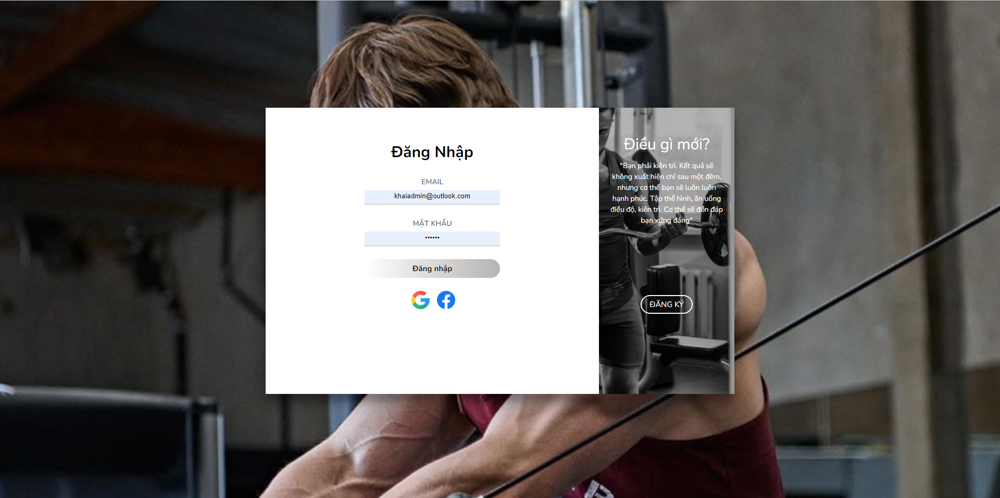 Đăng Nhập
EMAIL
khaiadmin@outlook.com
MẬT KHẨU
••••••
Đăng nhập
Điều gì mới?
"Bạn phải kiên trì. Kết quả sẽ
không xuất hiện chỉ sau một đêm,
nhưng cơ thể bạn sẽ luôn luôn
hạnh phúc. Tập thể hình, ăn uống
điều độ, kiên trì. Cơ thể sẽ đền đáp
bạn xứng đáng"
ĐĂNG KÝ